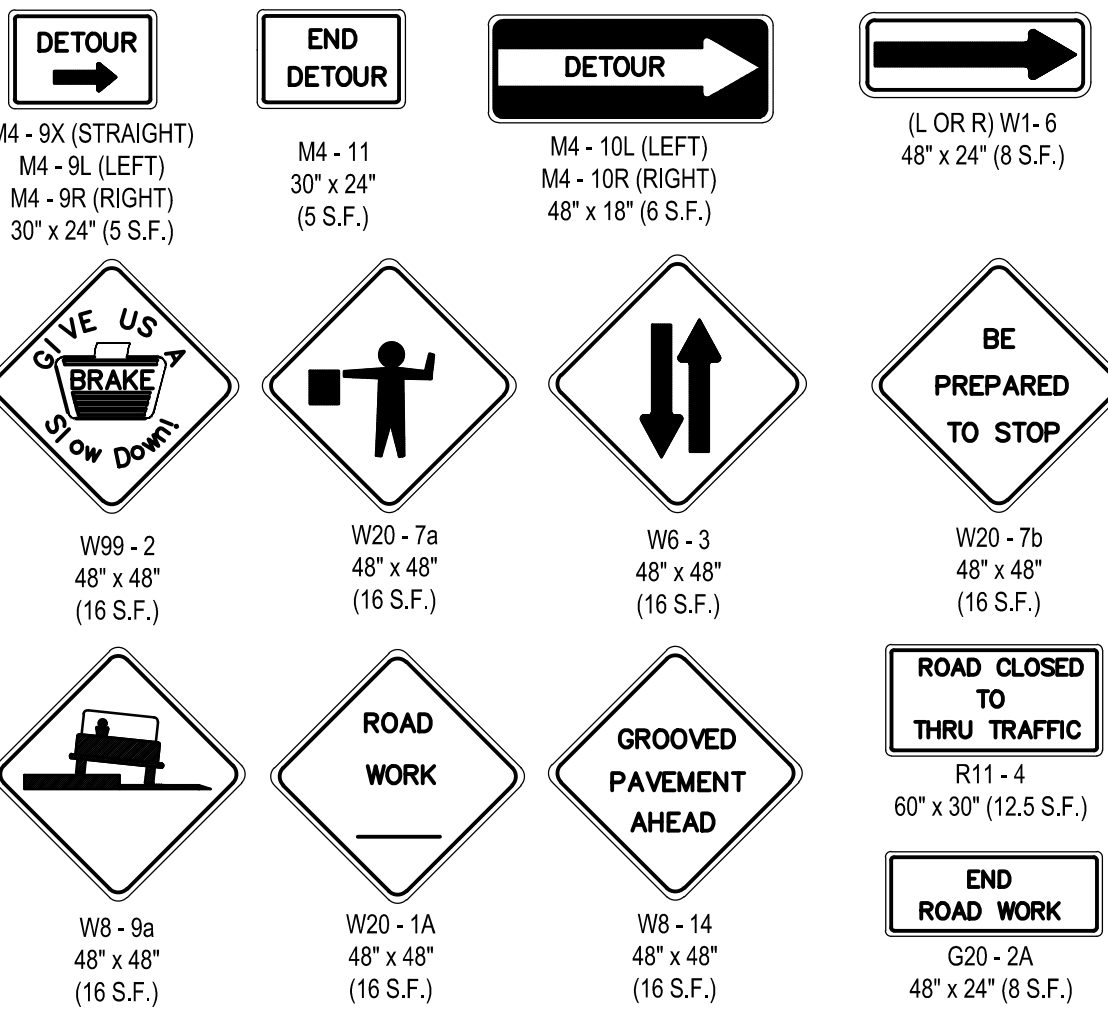 DETOUR
M4 - 9X (STRAIGHT)
M4 - 9L (LEFT)
M4 - 9R (RIGHT)
30" x 24" (5 S.F.)
END
DETOUR
M4 - 11
30" x 24"
(5 S.F.)
DETOUR
M4 - 10L (LEFT)
M4 - 10R (RIGHT)
48" x 18" (6 S.F.)
(L OR R) W1- 6
48" x 24" (8 S.F.)
GIVE US A
BRAKE
Slow Down!
W99 - 2
48" x 48"
(16 S.F.)
W20 - 7a
48" x 48"
(16 S.F.)
W6 - 3
48" x 48"
(16 S.F.)
BE
PREPARED
TO STOP
W20 - 7b
48" x 48"
(16 S.F.)
W8 - 9a
48" x 48"
(16 S.F.)
ROAD
WORK
W20 - 1A
48" x 48"
(16 S.F.)
GROOVED
PAVEMENT
AHEAD
W8 - 14
48" x 48"
(16 S.F.)
ROAD CLOSED
TO
THRU TRAFFIC
R11 - 4
60" x 30" (12.5 S.F.)
END
ROAD WORK
G20 - 2A
48" x 24" (8 S.F.)